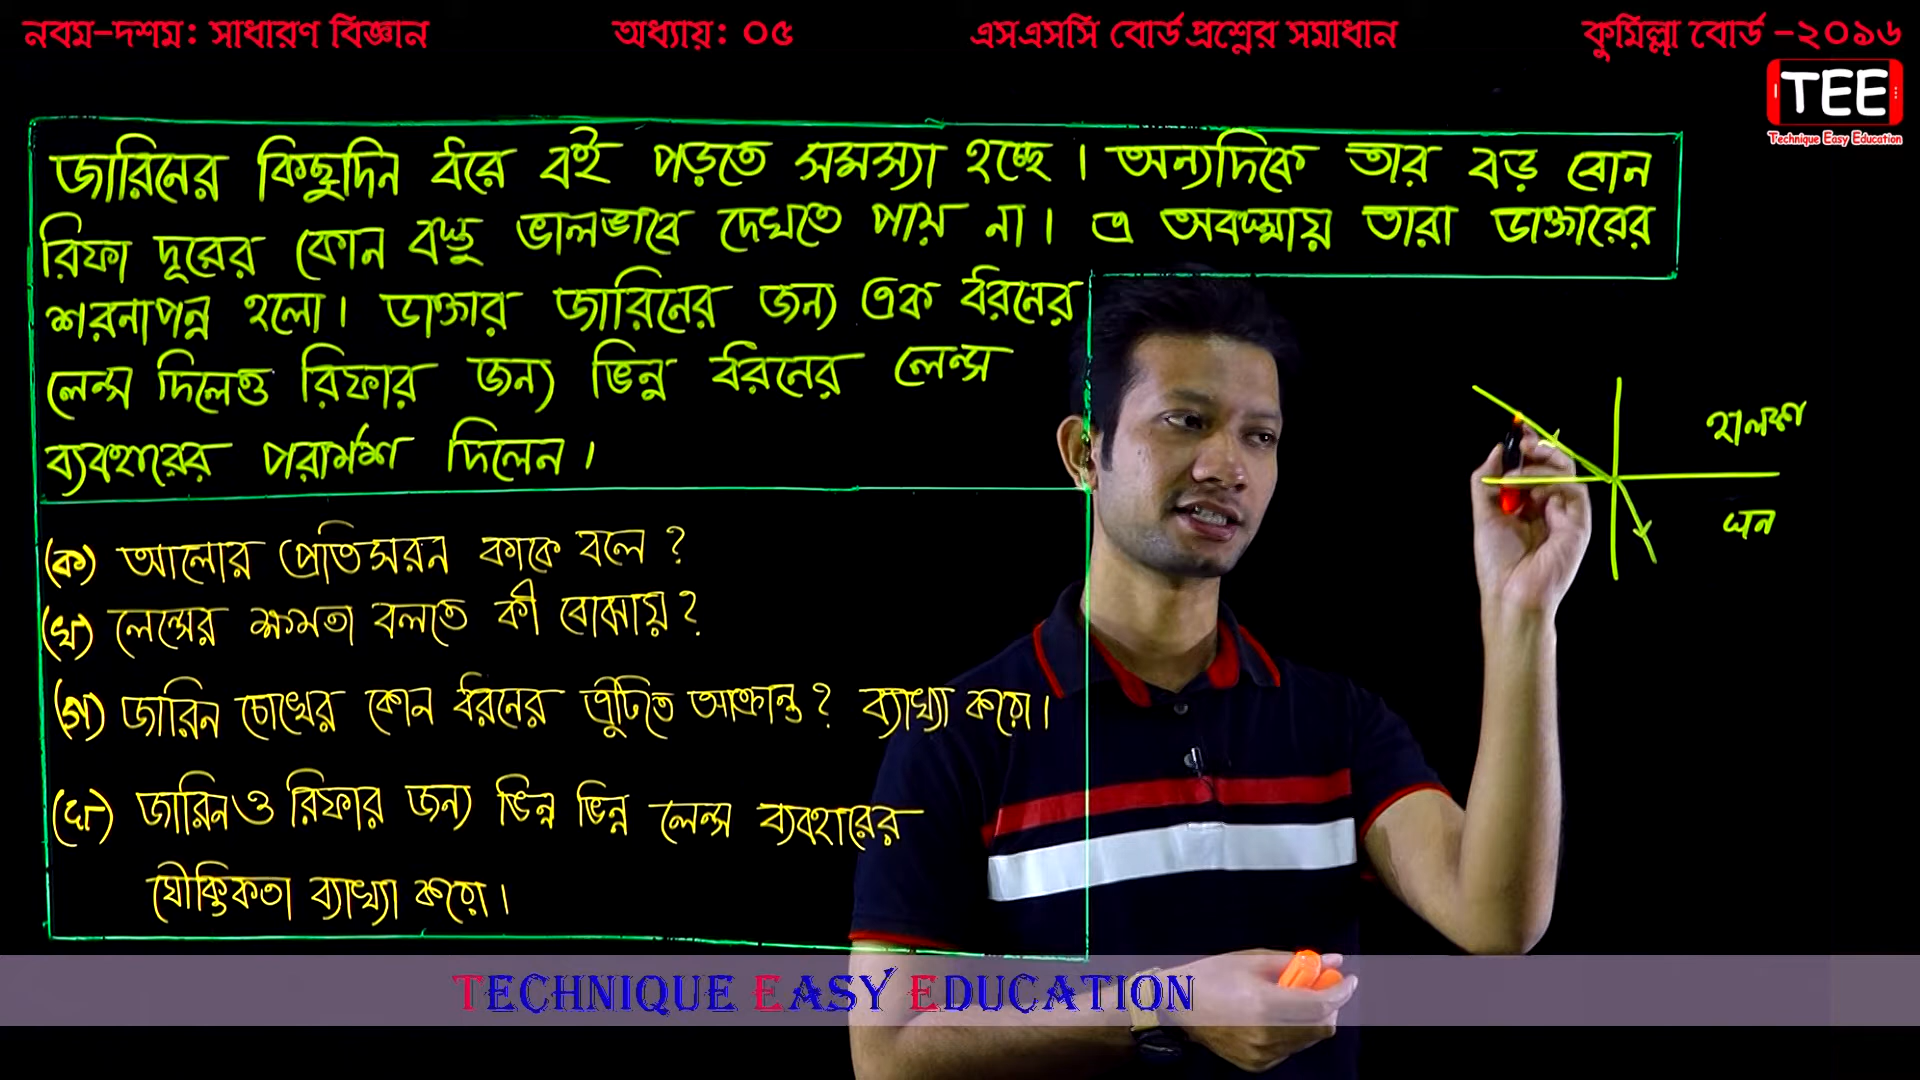 নবম-দশম: সাধারণ বিজ্ঞান
অধ্যায়: ০৫
এসএসসি বোর্ড প্রশ্নের সমাধান
কুমিল্লা বোর্ড -২০১৬
TEE
Technique Easy Education
জারিনের কিছুদিন ধরে বই পড়তে সমস্যা হচ্ছে। অন্যদিকে তার বড় বোন
রিফা দূরের কোন বস্তু ভালভাবে দেখতে পায় না। এ অবস্থায় তারা ডাক্তারের
শরনাপন্ন হলো। ডাক্তার জারিনের জন্য এক ধরনের
লেন্স দিলেও রিফার জন্য ভিন্ন ধরনের লেন্স
ব্যবহারের পরার্মশ দিলেন।
হালকা
ঘন
(ক) আলোর প্রতিসরন কাকে বলে?
(খ) লেন্সের ক্ষমতা বলতে কী বোঝায়?
(গ) জারিন চোখের কোন ধরনের ত্রুটিতে আক্রান্ত? ব্যাখ্যা করো।
(ঘ) জারিন ও রিফার জন্য ভিন্ন ভিন্ন লেন্স ব্যবহারের
যৌক্তিকতা ব্যাখ্যা করো।
TECHNIQUE EASY EDUCATION